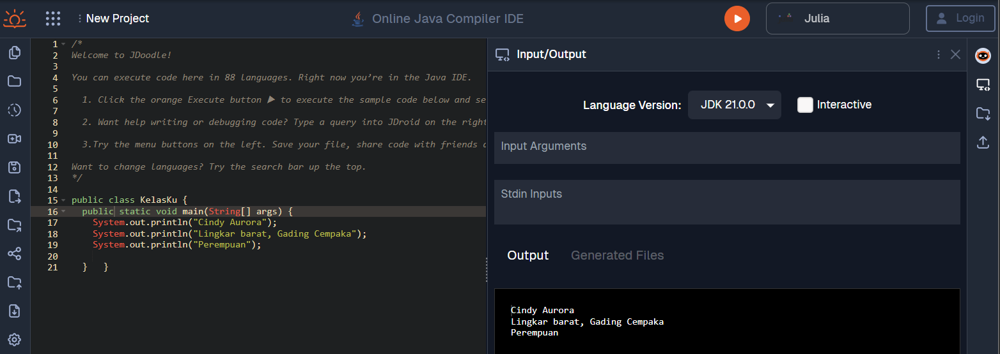 New Project
Online Java Compiler IDE
Julia
Login
1 /*
2 Welcome to JDoodle!
3
4 You can execute code here in 88 languages. Right now you’re in the Java IDE.
5
6 1. Click the orange Execute button ▶ to execute the sample code below and se
7
8 2. Want help writing or debugging code? Type a query into JDroid on the right
9
10 3.Try the menu buttons on the left. Save your file, share code with friends
11
12 Want to change languages? Try the search bar up the top.
13 */
14
15 public class KelasKu {
16 public static void main(String[] args) {
17 System.out.println("Cindy Aurora");
18 System.out.println("Lingkar barat, Gading Cempaka");
19 System.out.println("Perempuan");
20
21 } }
Input/Output
Language Version: JDK 21.0.0 Interactive
Input Arguments
Stdin Inputs
Output Generated Files
Cindy Aurora
Lingkar barat, Gading Cempaka
Perempuan